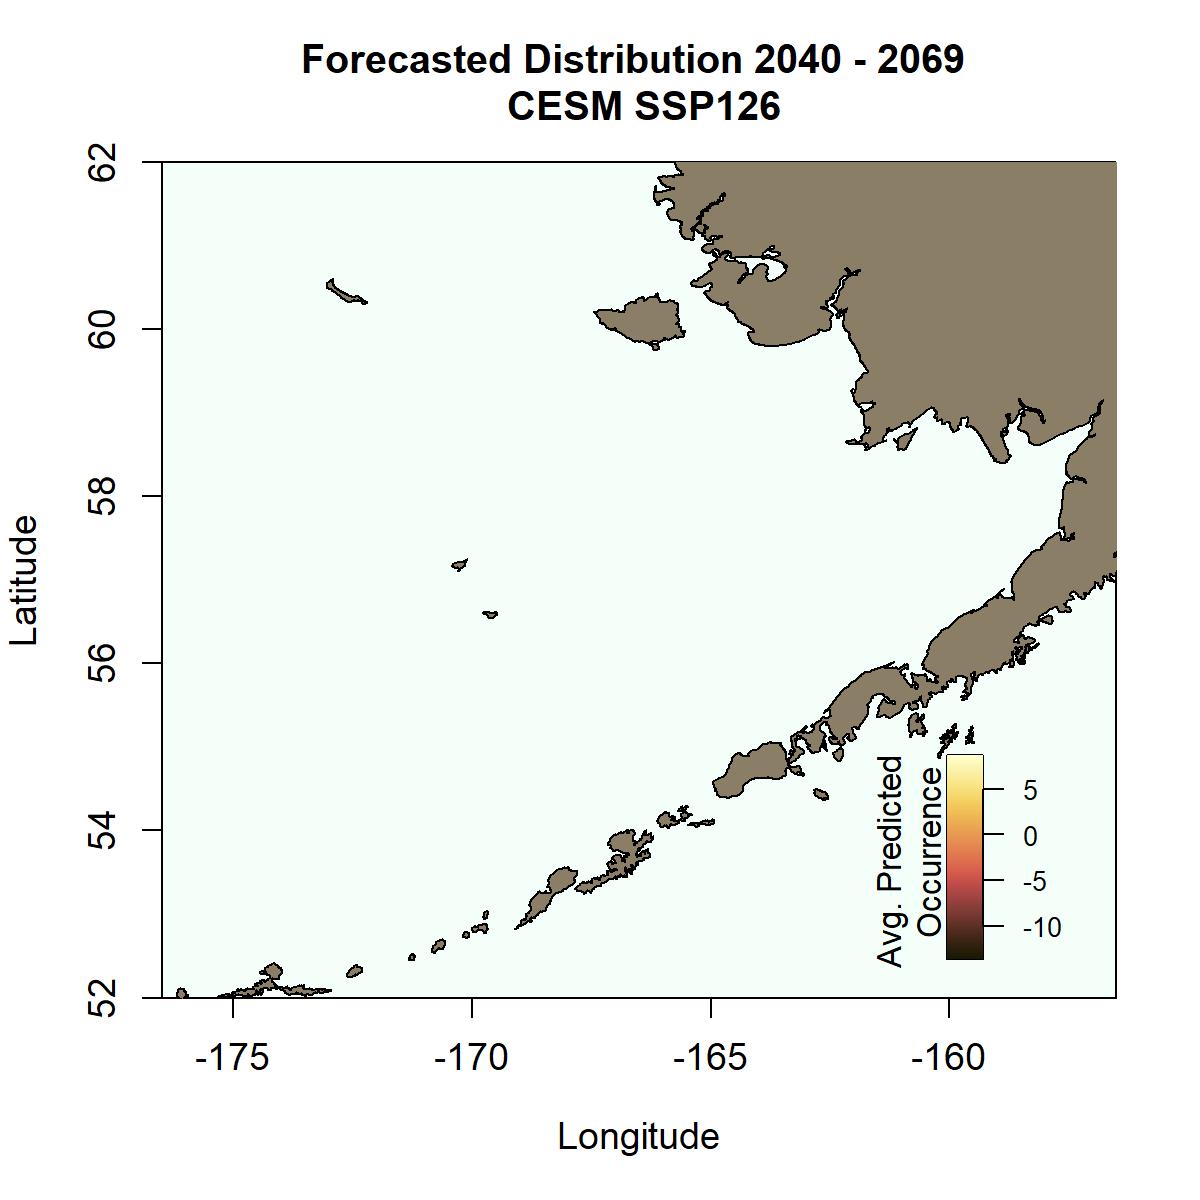 Forecasted Distribution 2040 - 2069
CESM SSP126
62
60
58
56
54
52
Latitude
-175
-170
-165
-160
Longitude
Avg. Predicted
Occurrence
5
0
-5
-10